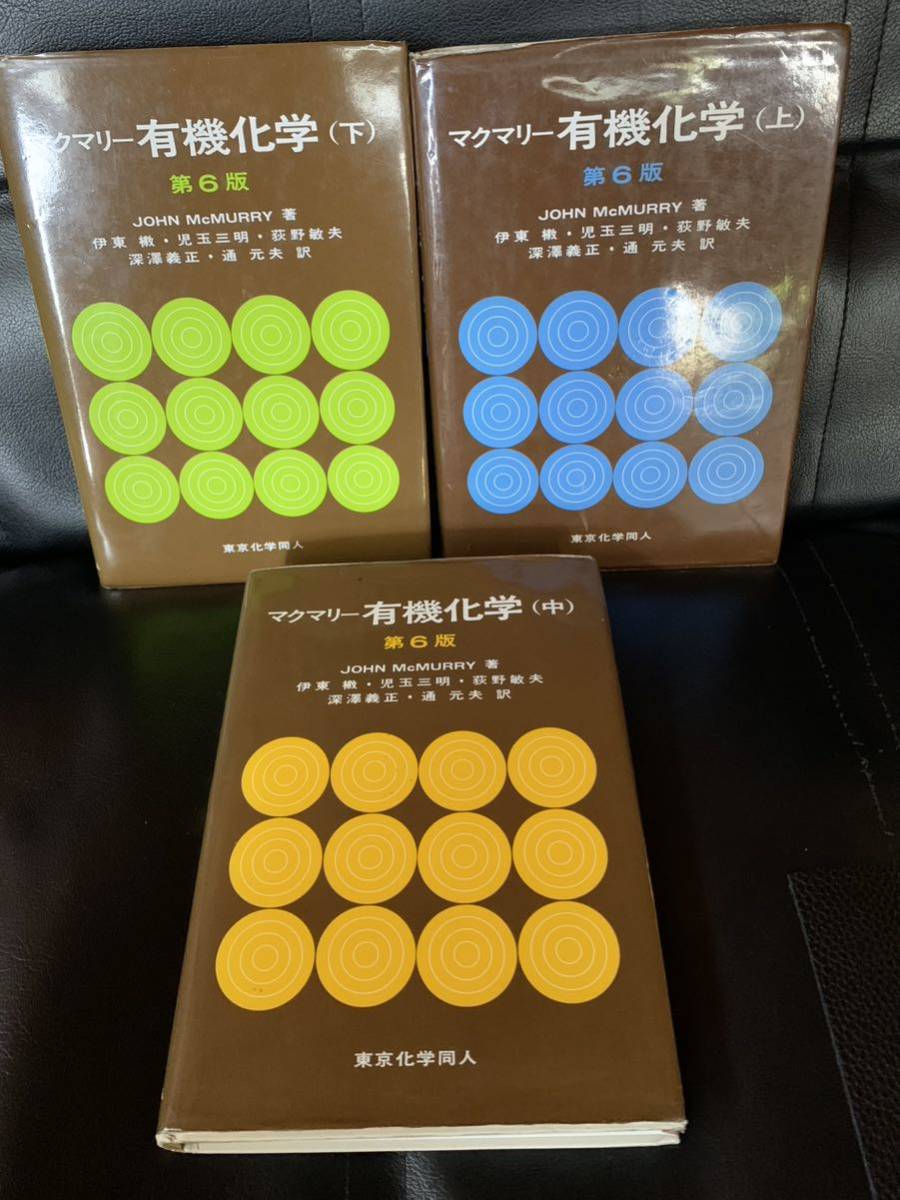 クマリー有機化学(下)
第6版
JOHN McMURRY 著
伊東 椒・児玉三明・荻野敏夫
深澤義正・通 元夫 訳
東京化学同人
マクマリー有機化学(上)
第6版
JOHN McMURRY 著
伊東 椒・児玉三明・荻野敏夫
深澤義正・通 元夫 訳
東京化学同人
マクマリー有機化学(中)
第6版
JOHN McMURRY 著
伊東 椒・児玉三明・荻野敏夫
深澤義正・通 元夫 訳
東京化学同人